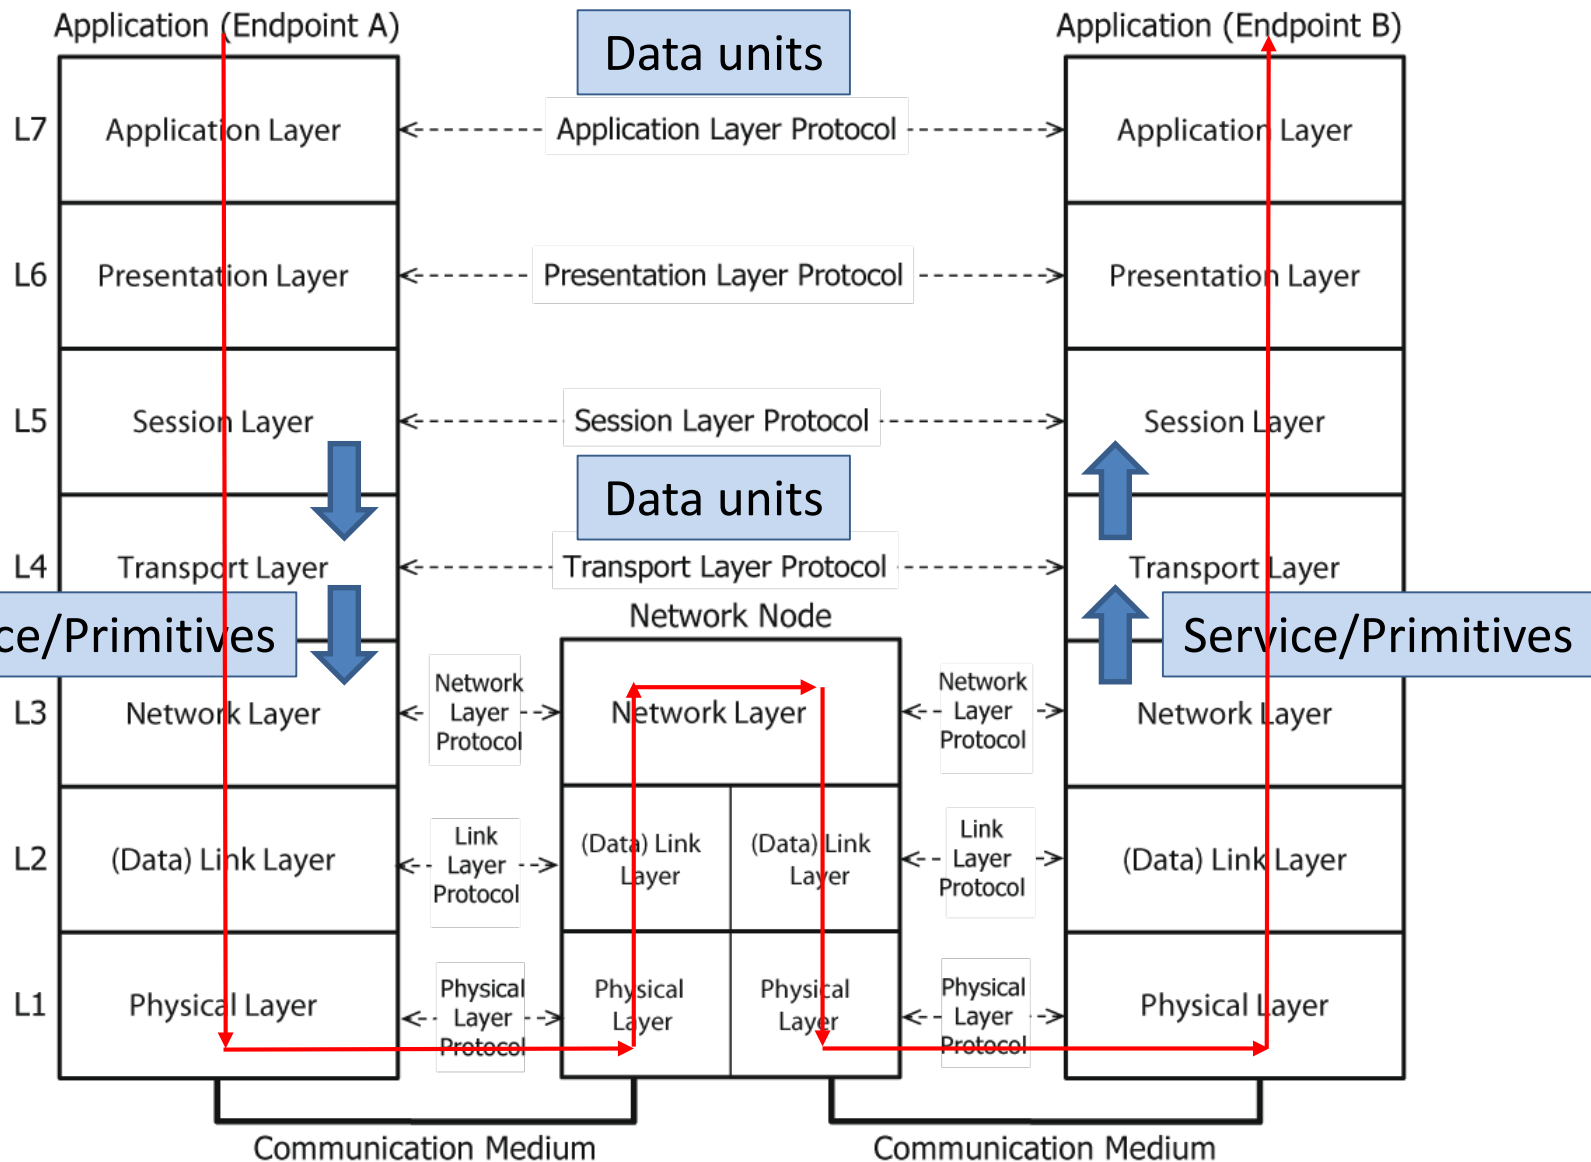 Application (Endpoint A)
Data units
Application (Endpoint B)
L7
Application Layer
Application Layer Protocol
Application Layer
L6
Presentation Layer
Presentation Layer Protocol
Presentation Layer
L5
Session Layer
Session Layer Protocol
Session Layer
Data units
L4
Transport Layer
Transport Layer Protocol
Transport Layer
ce/Primitives
Network Node
Service/Primitives
L3
Network Layer
Network
Layer
Protocol
Network Layer
Network
Layer
Protocol
Network Layer
L2
(Data) Link Layer
Link
Layer
Protocol
(Data) Link
Layer
(Data) Link
Layer
Link
Layer
Protocol
(Data) Link Layer
L1
Physical Layer
Physical
Layer
Protocol
Physical
Layer
Physical
Layer
Physical
Layer
Protocol
Physical Layer
Communication Medium
Communication Medium